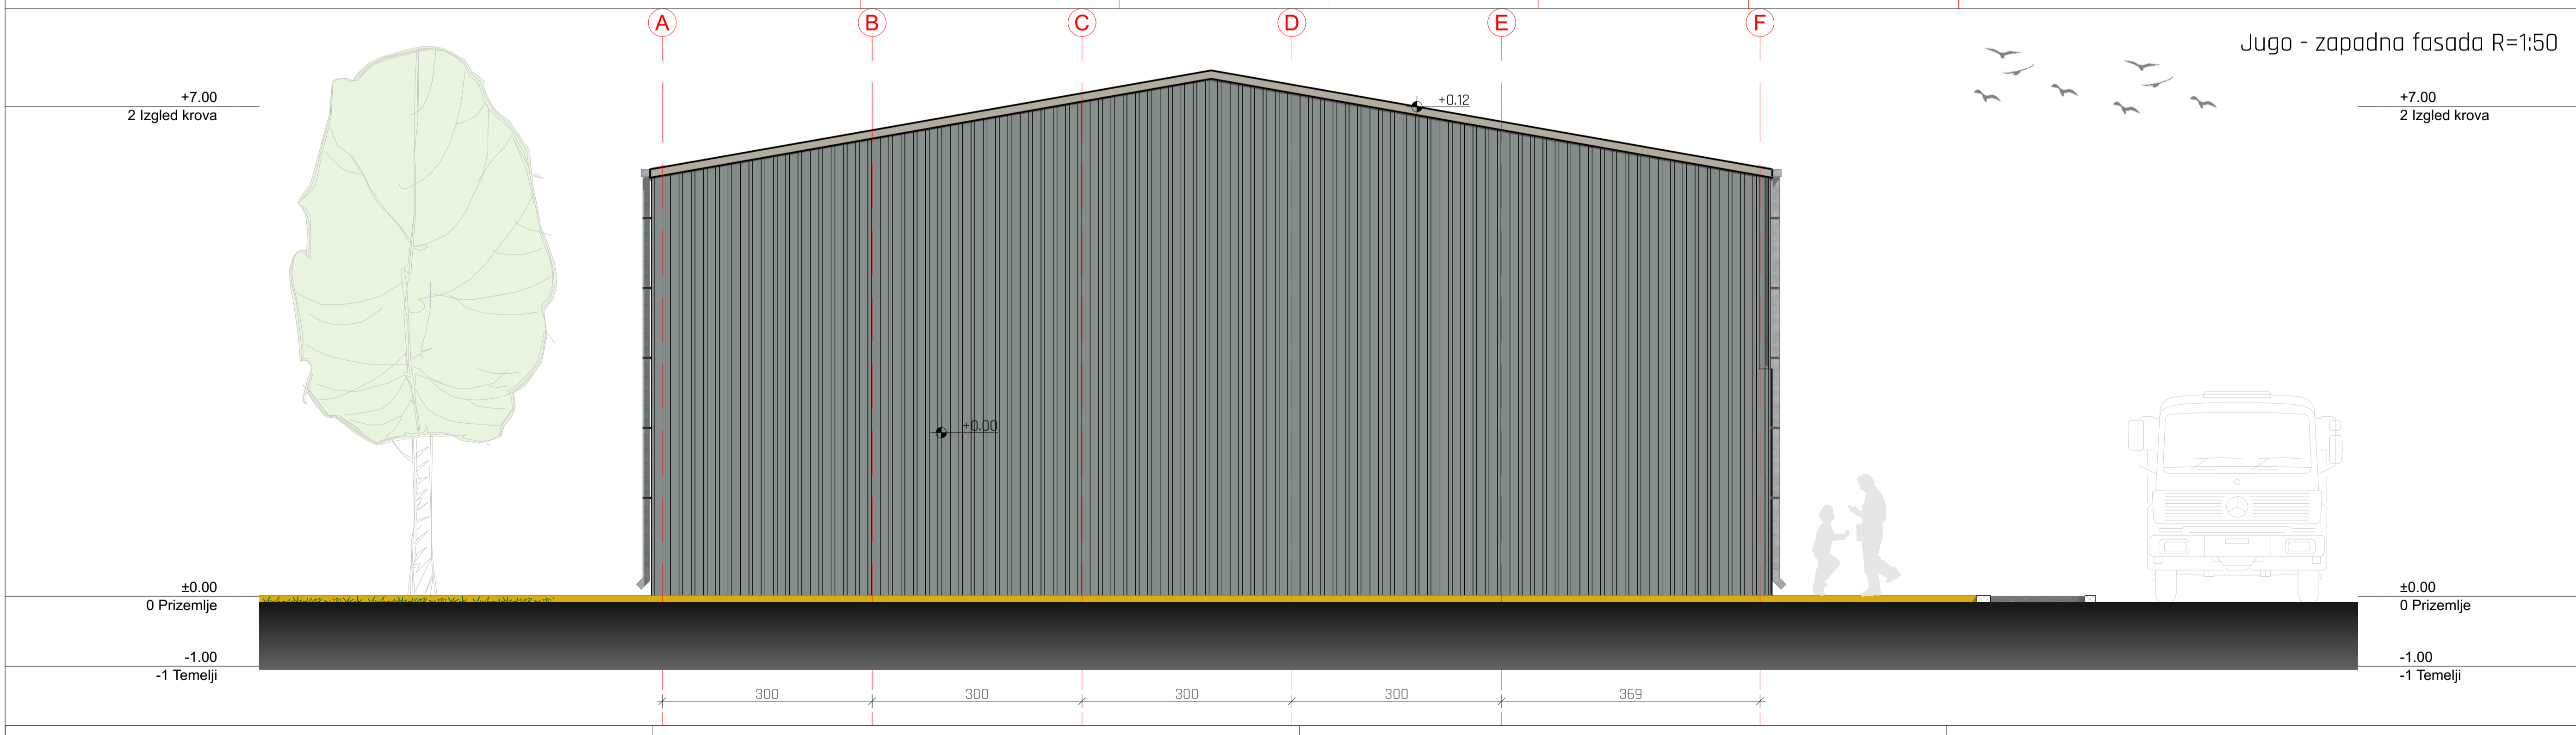 A B C D E F
Jugo - zapadna fasada R=1:50
+7.00
2 Izgled krova
+0.12
+7.00
2 Izgled krova
+0.00
±0.00
0 Prizemlje
±0.00
0 Prizemlje
-1.00
-1 Temelji
-1.00
-1 Temelji
300 300 300 300 369